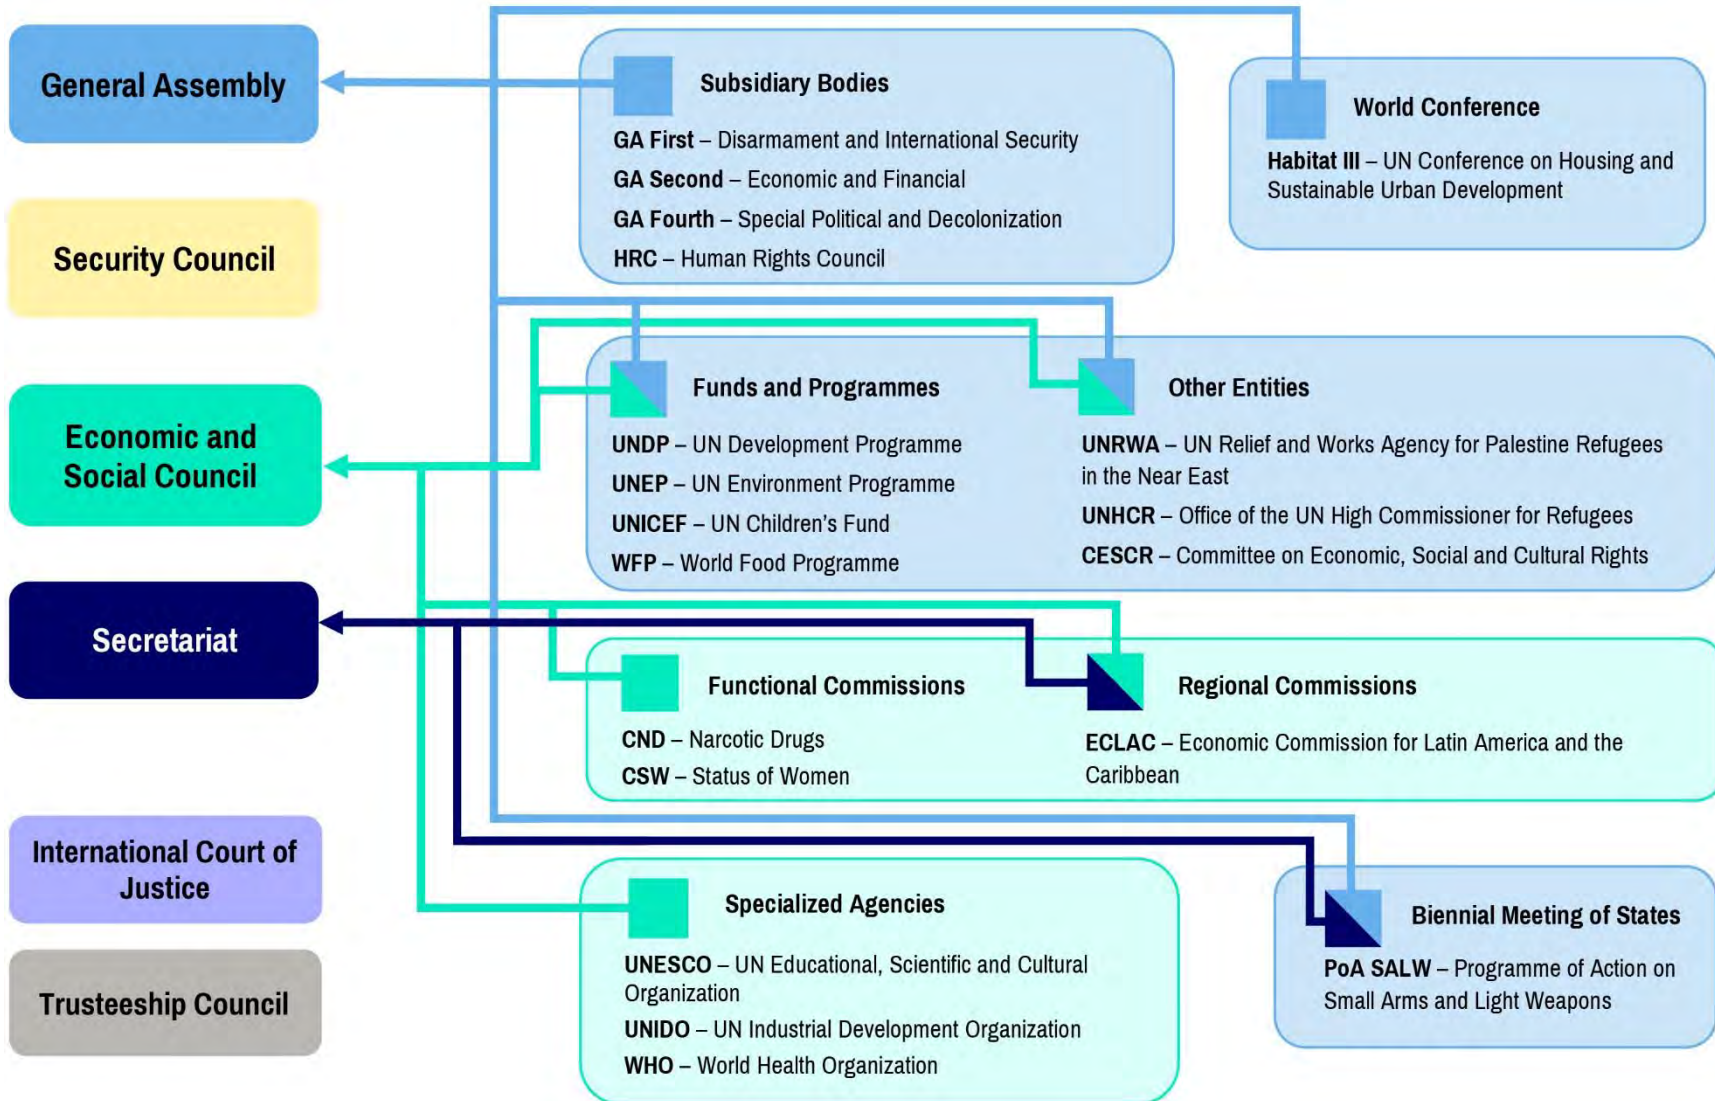 General Assembly
Security Council
Economic and
Social Council
Secretariat
International Court of
Justice
Trusteeship Council
Subsidiary Bodies
GA First – Disarmament and International Security
GA Second – Economic and Financial
GA Fourth – Special Political and Decolonization
HRC – Human Rights Council
World Conference
Habitat III – UN Conference on Housing and
Sustainable Urban Development
Funds and Programmes
UNDP – UN Development Programme
UNEP – UN Environment Programme
UNICEF – UN Children’s Fund
WFP – World Food Programme
Other Entities
UNRWA – UN Relief and Works Agency for Palestine Refugees
in the Near East
UNHCR – Office of the UN High Commissioner for Refugees
CESCR – Committee on Economic, Social and Cultural Rights
Functional Commissions
CND – Narcotic Drugs
CSW – Status of Women
Regional Commissions
ECLAC – Economic Commission for Latin America and the
Caribbean
Specialized Agencies
UNESCO – UN Educational, Scientific and Cultural
Organization
UNIDO – UN Industrial Development Organization
WHO – World Health Organization
Biennial Meeting of States
PoA SALW – Programme of Action on
Small Arms and Light Weapons